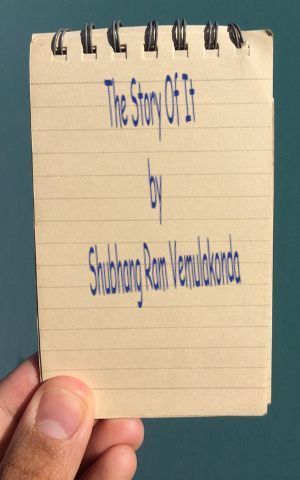 The Story Of It
by
Shubhang Ram Vemulakonda